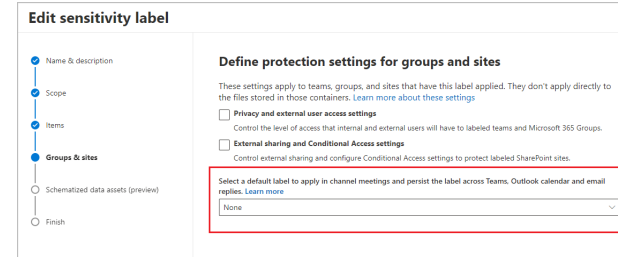 Edit sensitivity label
Name & description
Scope
Items
Groups & sites
Schematized data assets (preview)
Finish
Define protection settings for groups and sites
These settings apply to teams, groups, and sites that have this label applied. They don't apply directly to
the files stored in those containers. Learn more about these settings
Privacy and external user access settings
Control the level of access that internal and external users will have to labeled teams and Microsoft 365 Groups.
External sharing and Conditional Access settings
Control external sharing and configure Conditional Access settings to protect labeled SharePoint sites.
Select a default label to apply in channel meetings and persist the label across Teams, Outlook calendar and email
replies. Learn more
None